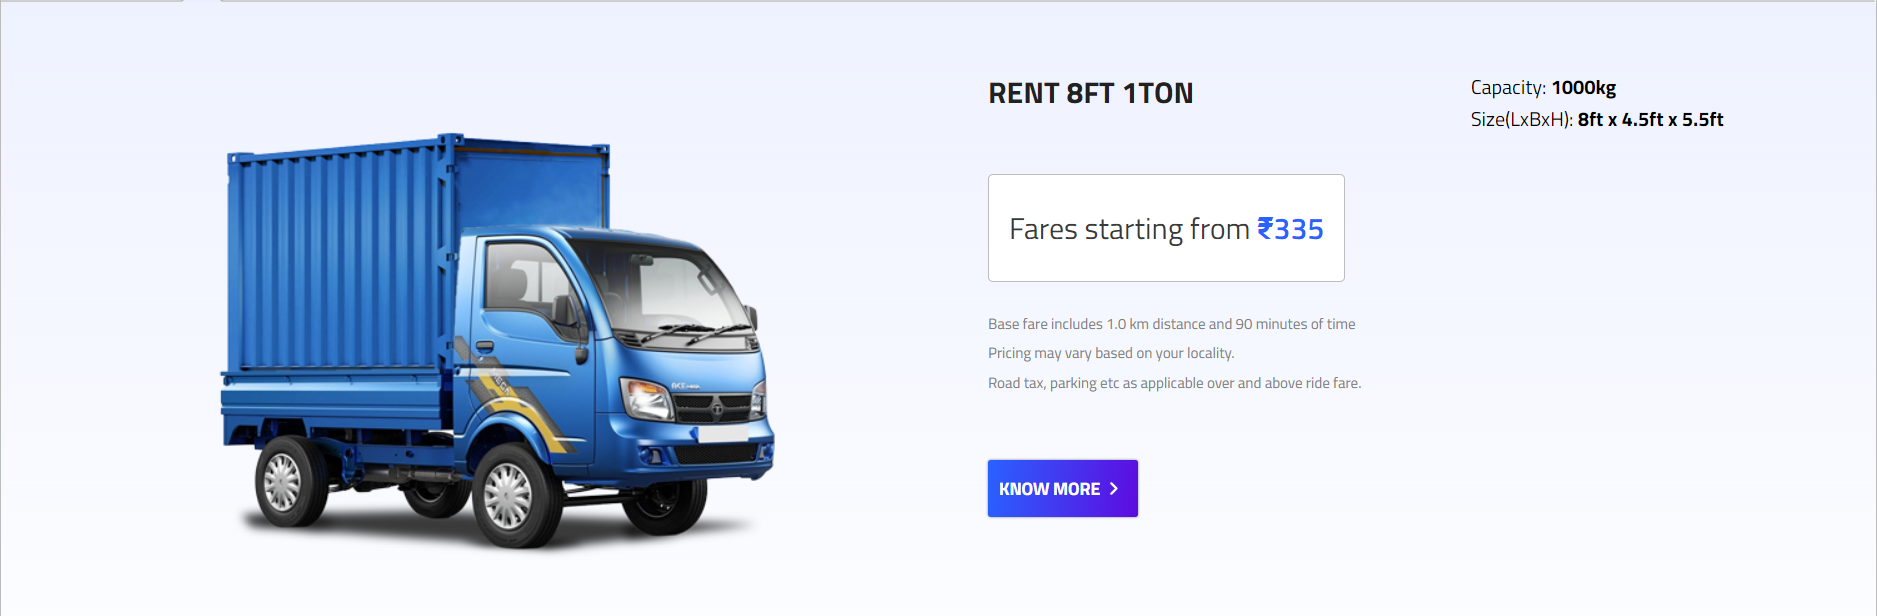 RENT 8FT 1TON
Capacity: 1000kg
Size(LxBxH): 8ft x 4.5ft x 5.5ft
Fares starting from ₹335
Base fare includes 1.0 km distance and 90 minutes of time
Pricing may vary based on your locality.
Road tax, parking etc as applicable over and above ride fare.
KNOW MORE
MEGA
ACE